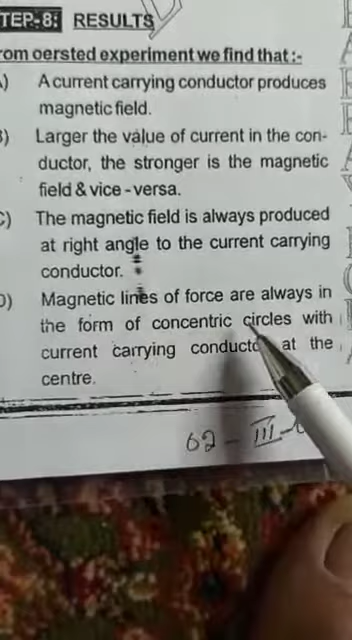 TEP-8: RESULTS
rom oersted experiment we find that :-
) A current carrying conductor produces
magnetic field.
3) Larger the value of current in the con-
ductor, the stronger is the magnetic
field & vice - versa.
C) The magnetic field is always produced
at right angle to the current carrying
conductor.
D) Magnetic lines of force are always in
the form of concentric circles with
current carrying conducto at the
centre.
62 - III -